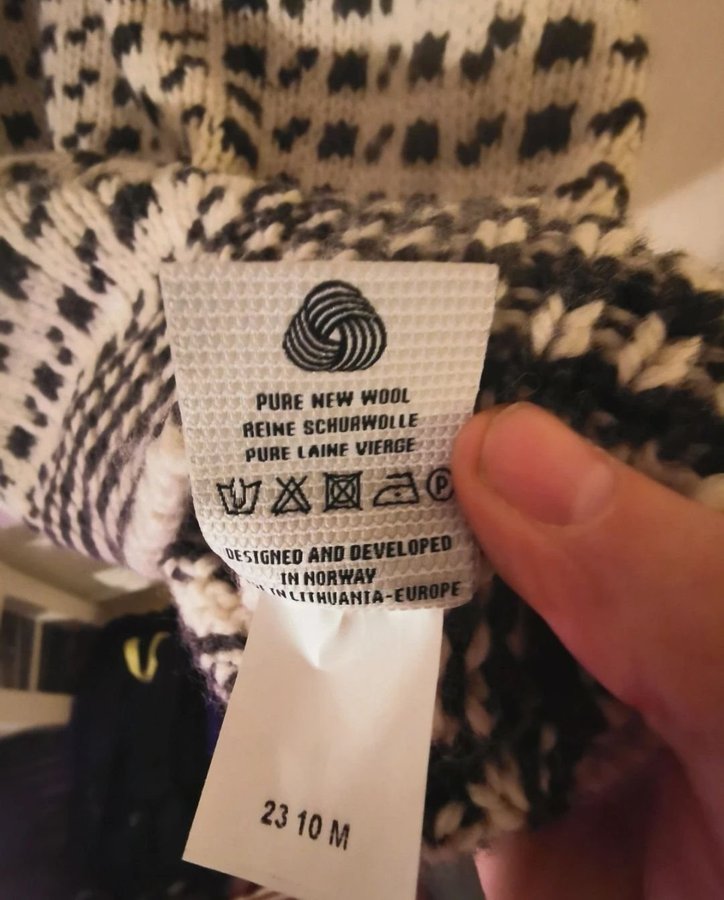 PURE NEW WOOL
REINE SCHURWOLLE
PURE LAINE VIERGE
P
DESIGNED AND DEVELOPED
IN NORWAY
IN LITHUANIA-EUROPE
23 10 M